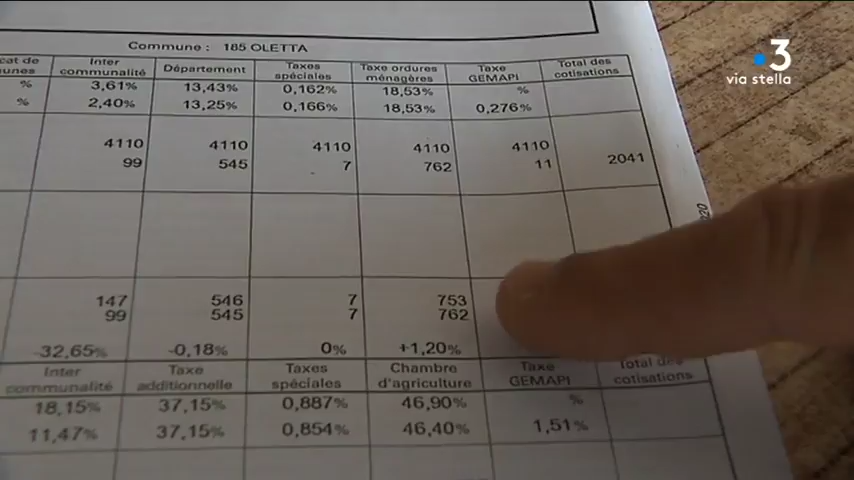 3
via stella
Commune : 185 OLETTA
Inter communalité Département Taxes spéciales Taxe ordures ménagères Taxe GEMAPI Total des cotisations
% 3,61% 13,43% 0,162% 18,53% %
% 2,40% 13,25% 0,166% 18,53% 0,276%
4110 4110 4110 4110 4110
99 545 7 762 11 2041
147 546 7 753
99 545 7 762
-32,65% -0,18% 0% +1,20%
Inter communalité Taxe additionnelle Taxes spéciales Chambre d'agriculture Taxe GEMAPI Total des cotisations
18,15% 37,15% 0,887% 46,90% %
11,47% 37,15% 0,854% 46,40% 1,51%